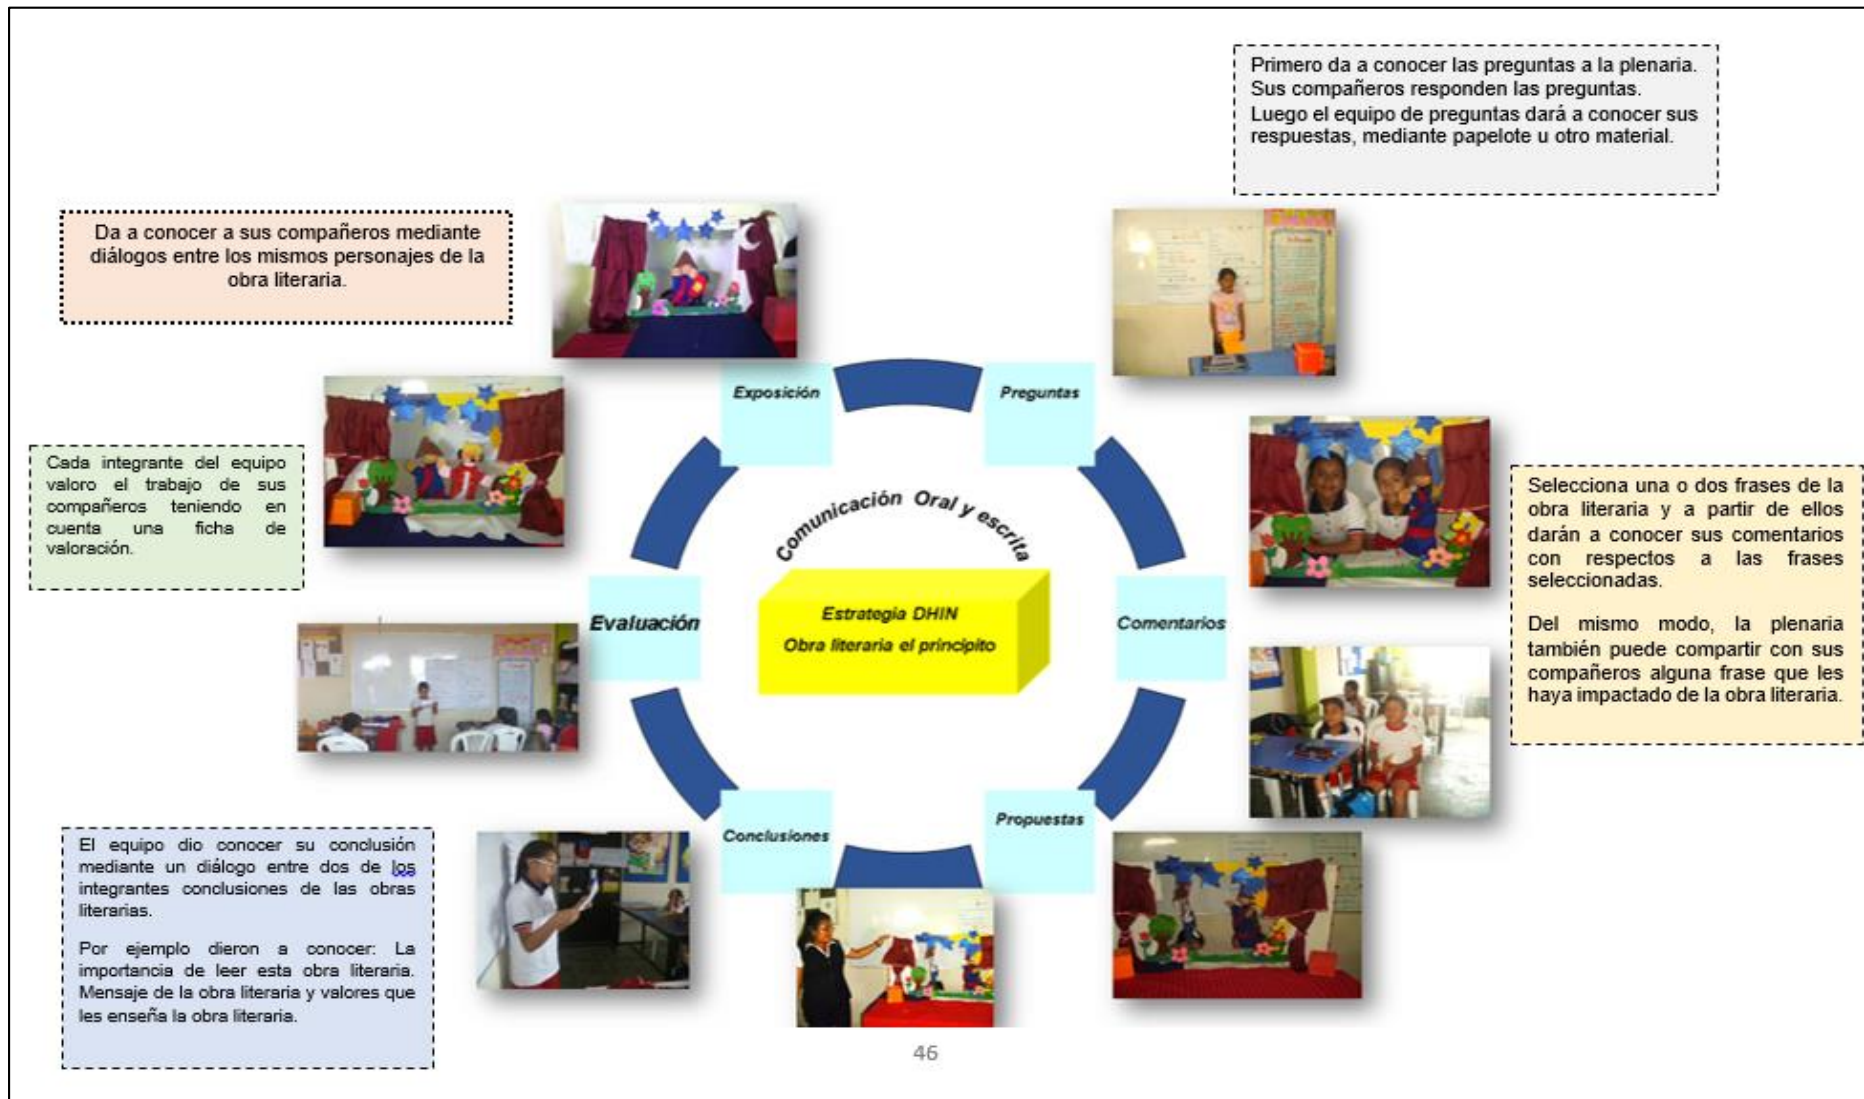 Primero da a conocer las preguntas a la plenaria.
Sus compañeros responden las preguntas.
Luego el equipo de preguntas dará a conocer sus
respuestas, mediante papelote u otro material.
Da a conocer a sus compañeros mediante
diálogos entre los mismos personajes de la
obra literaria.
Exposición
Preguntas
Cada integrante del equipo
valoro el trabajo de sus
compañeros teniendo en
cuenta una ficha de
valoración.
Comunicación Oral y escrita
Selecciona una o dos frases de la
obra literaria y a partir de ellos
darán a conocer sus comentarios
con respectos a las frases
seleccionadas.
Del mismo modo, la plenaria
también puede compartir con sus
compañeros alguna frase que les
haya impactado de la obra literaria.
Evaluación
Estrategia DHIN
Obra literaria el principito
Comentarios
Conclusiones
Propuestas
El equipo dio conocer su conclusión
mediante un diálogo entre dos de los
integrantes conclusiones de las obras
literarias.
Por ejemplo dieron a conocer: La
importancia de leer esta obra literaria.
Mensaje de la obra literaria y valores que
les enseña la obra literaria.
46